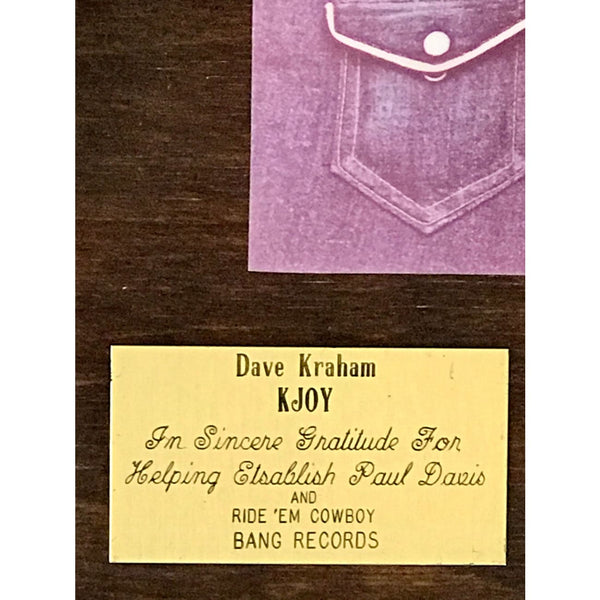 Dave Kraham
KJOY
In Sincere Gratitude For
Helping Etsablish Paul Davis
AND
RIDE 'EM COWBOY
BANG RECORDS